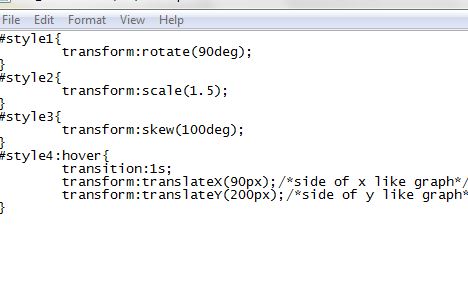 File Edit Format View Help
#style1{
transform:rotate(90deg);
}
#style2{
transform:scale(1.5);
}
#style3{
transform:skew(100deg);
}
#style4:hover{
transition:1s;
transform:translateX(90px);/*side of x like graph*/
transform:translateY(200px);/*side of y like graph*
}